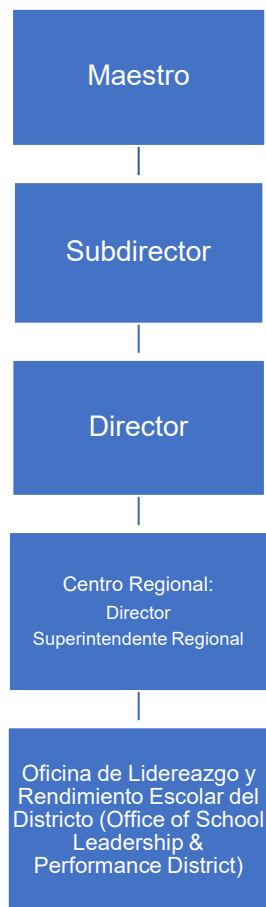 Maestro
Subdirector
Director
Centro Regional:
Director
Superintendente Regional
Oficina de Lidereazgo y
Rendimiento Escolar del
Districto (Office of School
Leadership &
Performance District)